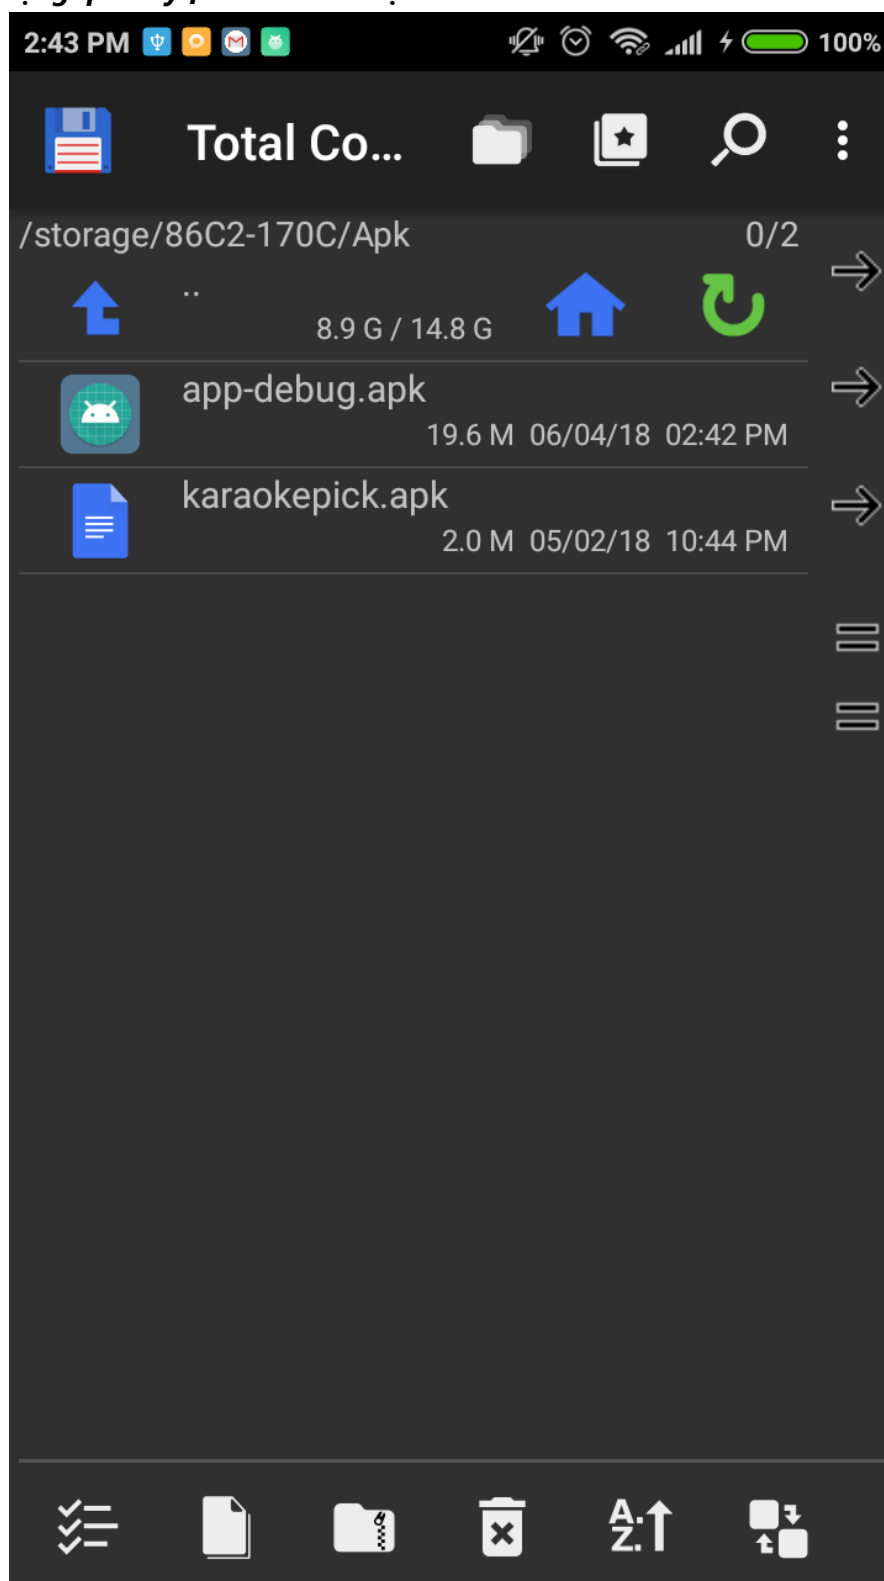 2:43 PM 100%
Total Co...
/storage/86C2-170C/Apk 0/2
..
8.9 G / 14.8 G
app-debug.apk
19.6 M 06/04/18 02:42 PM
karaokepick.apk
2.0 M 05/02/18 10:44 PM
A.
Z.